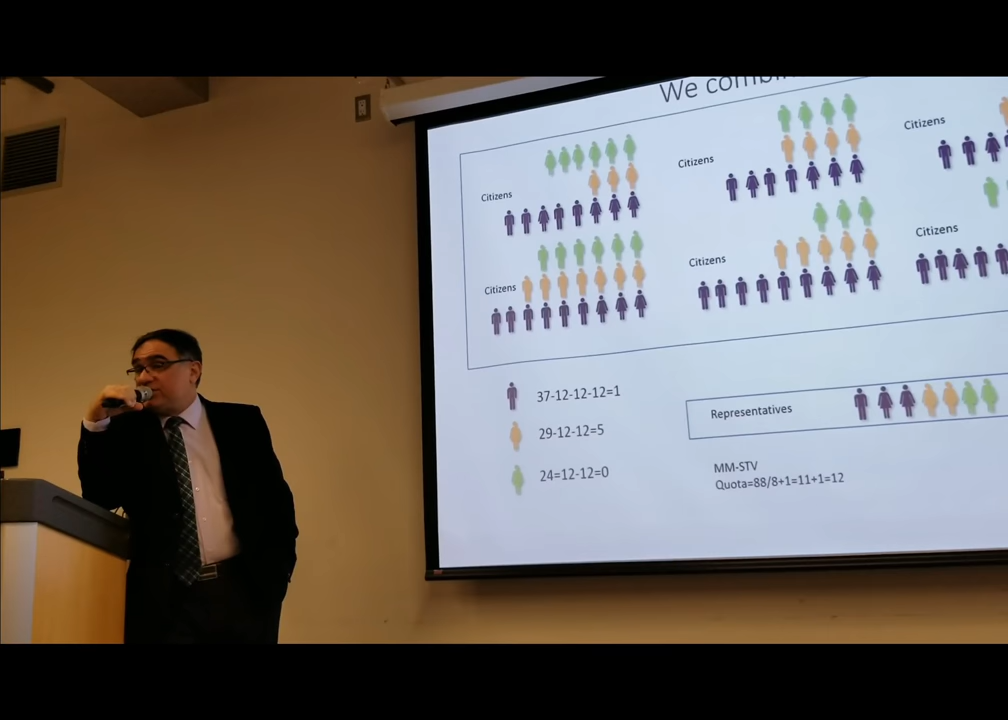 We
Citizens
Citizens
Citizens
Citizens
Citizens
Citizens
37-12-12-12=1
29-12-12=5
24=12-12=0
Representatives
MM-STV
Quota=88/8+1=11+1=12